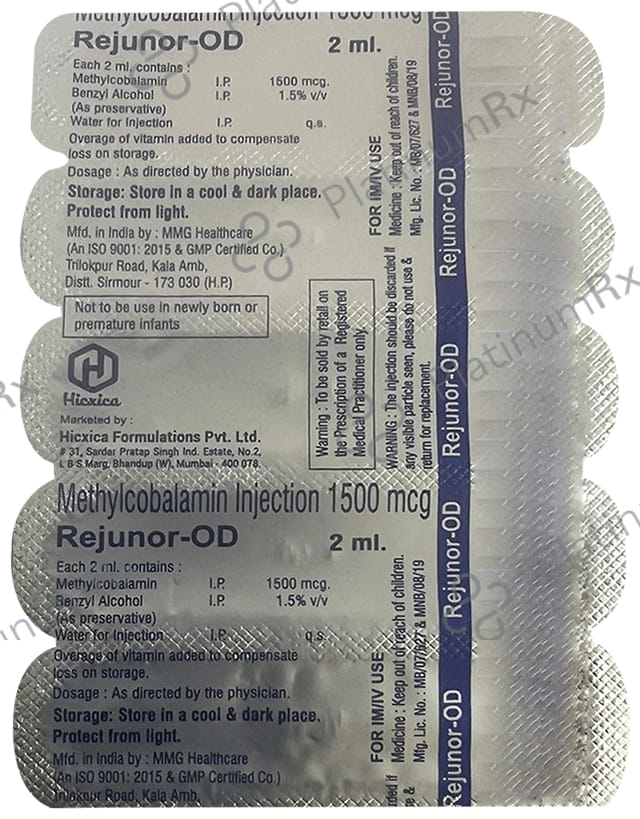 Methylcobalamin Injection 1500 mcg
Rejunor-OD 2 ml.
Each 2 ml. contains :
Methylcobalamin I.P. 1500 mcg.
Benzyl Alcohol I.P. 1.5% v/v
(As preservative)
Water for Injection I.P. q.s.
Overage of vitamin added to compensate
loss on storage.
Dosage : As directed by the physician.
Storage: Store in a cool & dark place.
Protect from light.
Mfd. in India by : MMG Healthcare
(An ISO 9001: 2015 & GMP Certified Co.)
Trilokpur Road, Kala Amb,
Distt. Sirmour - 173 030 (H.P.)
Not to be use in newly born or
premature infants
H
Hicxica
Marketed by :
Hicxica Formulations Pvt. Ltd.
# 31, Sardar Pratap Singh Ind. Estate, No.2,
L B S Marg, Bhandup (W), Mumbai - 400 078.
FOR IM/IV USE
Medicine : Keep out of reach of children.
Mfg. Lic. No. : MB/07/627 & MNB/08/19
Warning : To be sold by retail on
the Prescription of a Registered
Medical Practitioner only.
WARNING : The injection should be discarded if
any visible particle seen, please do not use &
return for replacement.
Rejunor-OD
Rejunor-OD
Rejunor-OD
Rejunor-OD
Rejunor-OD
Methylcobalamin Injection 1500 mcg
Rejunor-OD 2 ml.
Each 2 ml. contains :
Methylcobalamin I.P. 1500 mcg.
Benzyl Alcohol I.P. 1.5% v/v
(As preservative)
Water for Injection I.P. q.s.
Overage of vitamin added to compensate
loss on storage.
Dosage : As directed by the physician.
Storage: Store in a cool & dark place.
Protect from light.
Mfd. in India by : MMG Healthcare
(An ISO 9001: 2015 & GMP Certified Co.)
Trilokpur Road, Kala Amb,
FOR IM/IV USE
Medicine : Keep out of reach of children.
Mfg. Lic. No. : MB/07/627 & MNB/08/19
rded if
se &
PlatinumRx
PlatinumRx